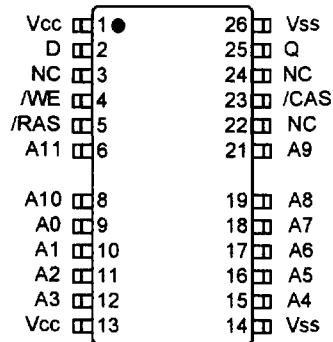 Vcc 1 26 Vss
D 2 25 Q
NC 3 24 NC
/WE 4 23 /CAS
/RAS 5 22 NC
A11 6 21 A9
A10 8 19 A8
A0 9 18 A7
A1 10 17 A6
A2 11 16 A5
A3 12 15 A4
Vcc 13 14 Vss